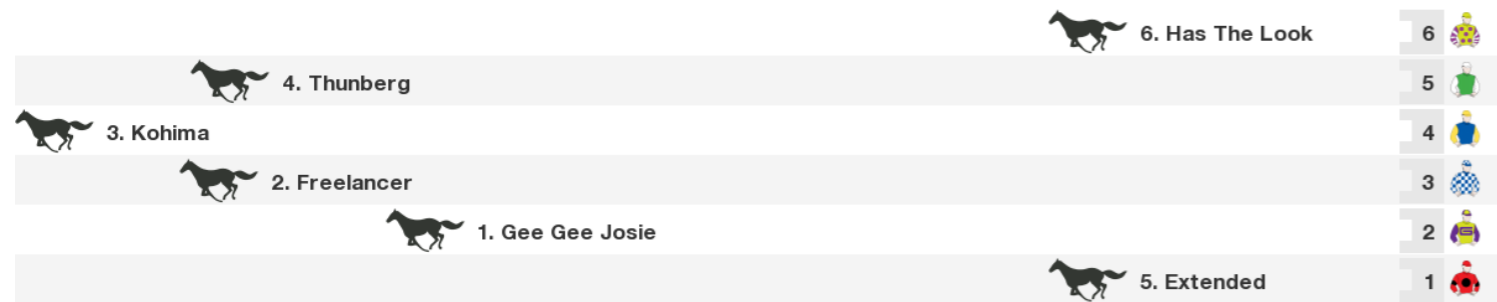 6. Has The Look 6
4. Thunberg 5
3. Kohima 4
2. Freelancer 3
1. Gee Gee Josie 2
5. Extended 1